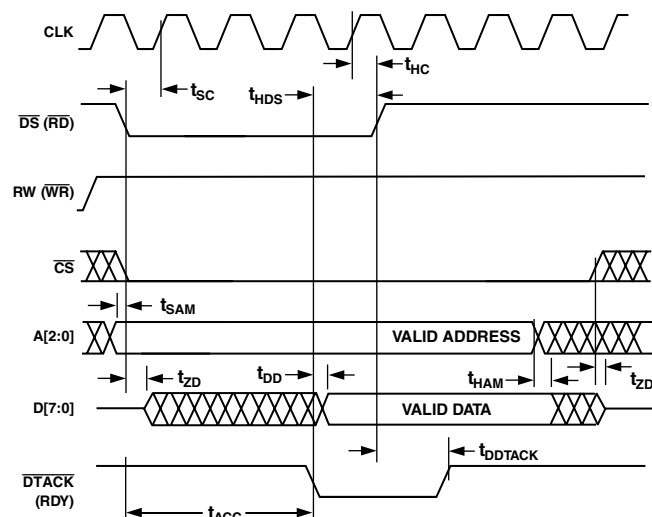 CLK
tHC
tSC
tHDS
DS (RD)
RW (WR)
CS
tSAM
A[2:0]
VALID ADDRESS
tZD
tDD
tHAM
tZD
D[7:0]
VALID DATA
tDDTACK
DTACK
(RDY)
tACC